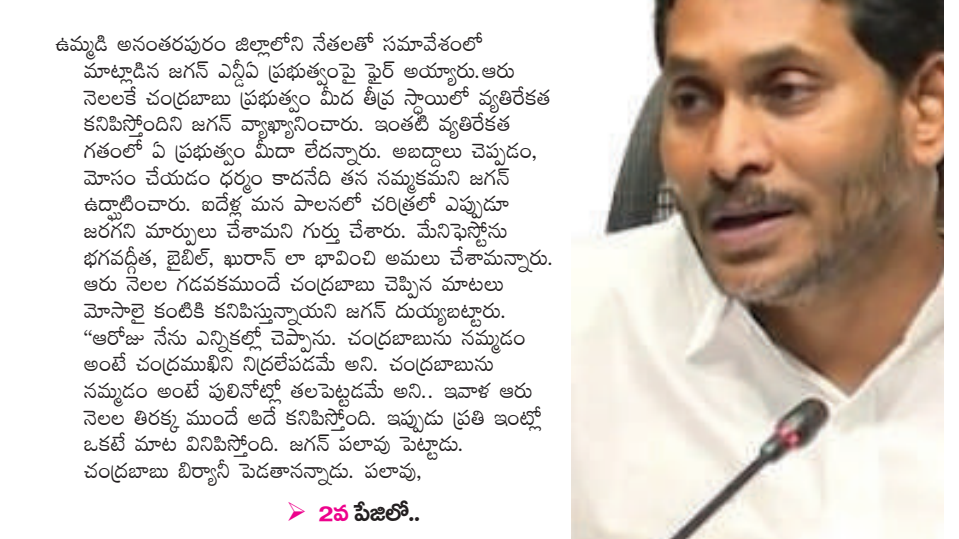 ఉమ్మడి అనంతరపురం జిల్లాలోని నేతలతో సమావేశంలో
మాట్లాడిన జగన్ ఎన్డీఏ ప్రభుత్వంపై ఫైర్ అయ్యారు.ఆరు
నెలలకే చంద్రబాబు ప్రభుత్వం మీద తీవ్ర స్థాయిలో వ్యతిరేకత
కనిపిస్తోందిని జగన్ వ్యాఖ్యానించారు. ఇంతటి వ్యతిరేకత
గతంలో ఏ ప్రభుత్వం మీదా లేదన్నారు. అబద్దాలు చెప్పడం,
మోసం చేయడం ధర్మం కాదనేది తన నమ్మకమని జగన్
ఉద్ఘాటించారు. ఐదేళ్ల మన పాలనలో చరిత్రలో ఎప్పుడూ
జరగని మార్పులు చేశామని గుర్తు చేశారు. మేనిఫెస్టోను
భగవద్గీత, బైబిల్, ఖురాన్ లా భావించి అమలు చేశామన్నారు.
ఆరు నెలల గడవకముందే చంద్రబాబు చెప్పిన మాటలు
మోసాలై కంటికి కనిపిస్తున్నాయని జగన్ దుయ్యబట్టారు.
“ఆరోజు నేను ఎన్నికల్లో చెప్పాను. చంద్రబాబును నమ్మడం
అంటే చంద్రముఖిని నిద్రలేపడమే అని. చంద్రబాబును
నమ్మడం అంటే పులినోట్లో తలపెట్టడమే అని.. ఇవాళ ఆరు
నెలల తిరక్క ముందే అదే కనిపిస్తోంది. ఇప్పుడు ప్రతి ఇంట్లో
ఒకటే మాట వినిపిస్తోంది. జగన్ పలావు పెట్టాడు.
చంద్రబాబు బిర్యానీ పెడతానన్నాడు. పలావు,
➢ 2వ పేజిలో..